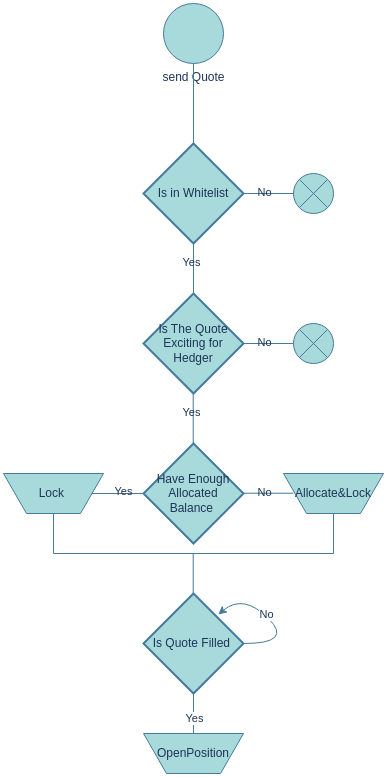 send Quote
Is in Whitelist
No
Yes
Is The Quote
Exciting for
Hedger
No
Yes
Lock
Yes
Have Enough
Allocated
Balance
No
Allocate&Lock
No
Is Quote Filled
Yes
OpenPosition